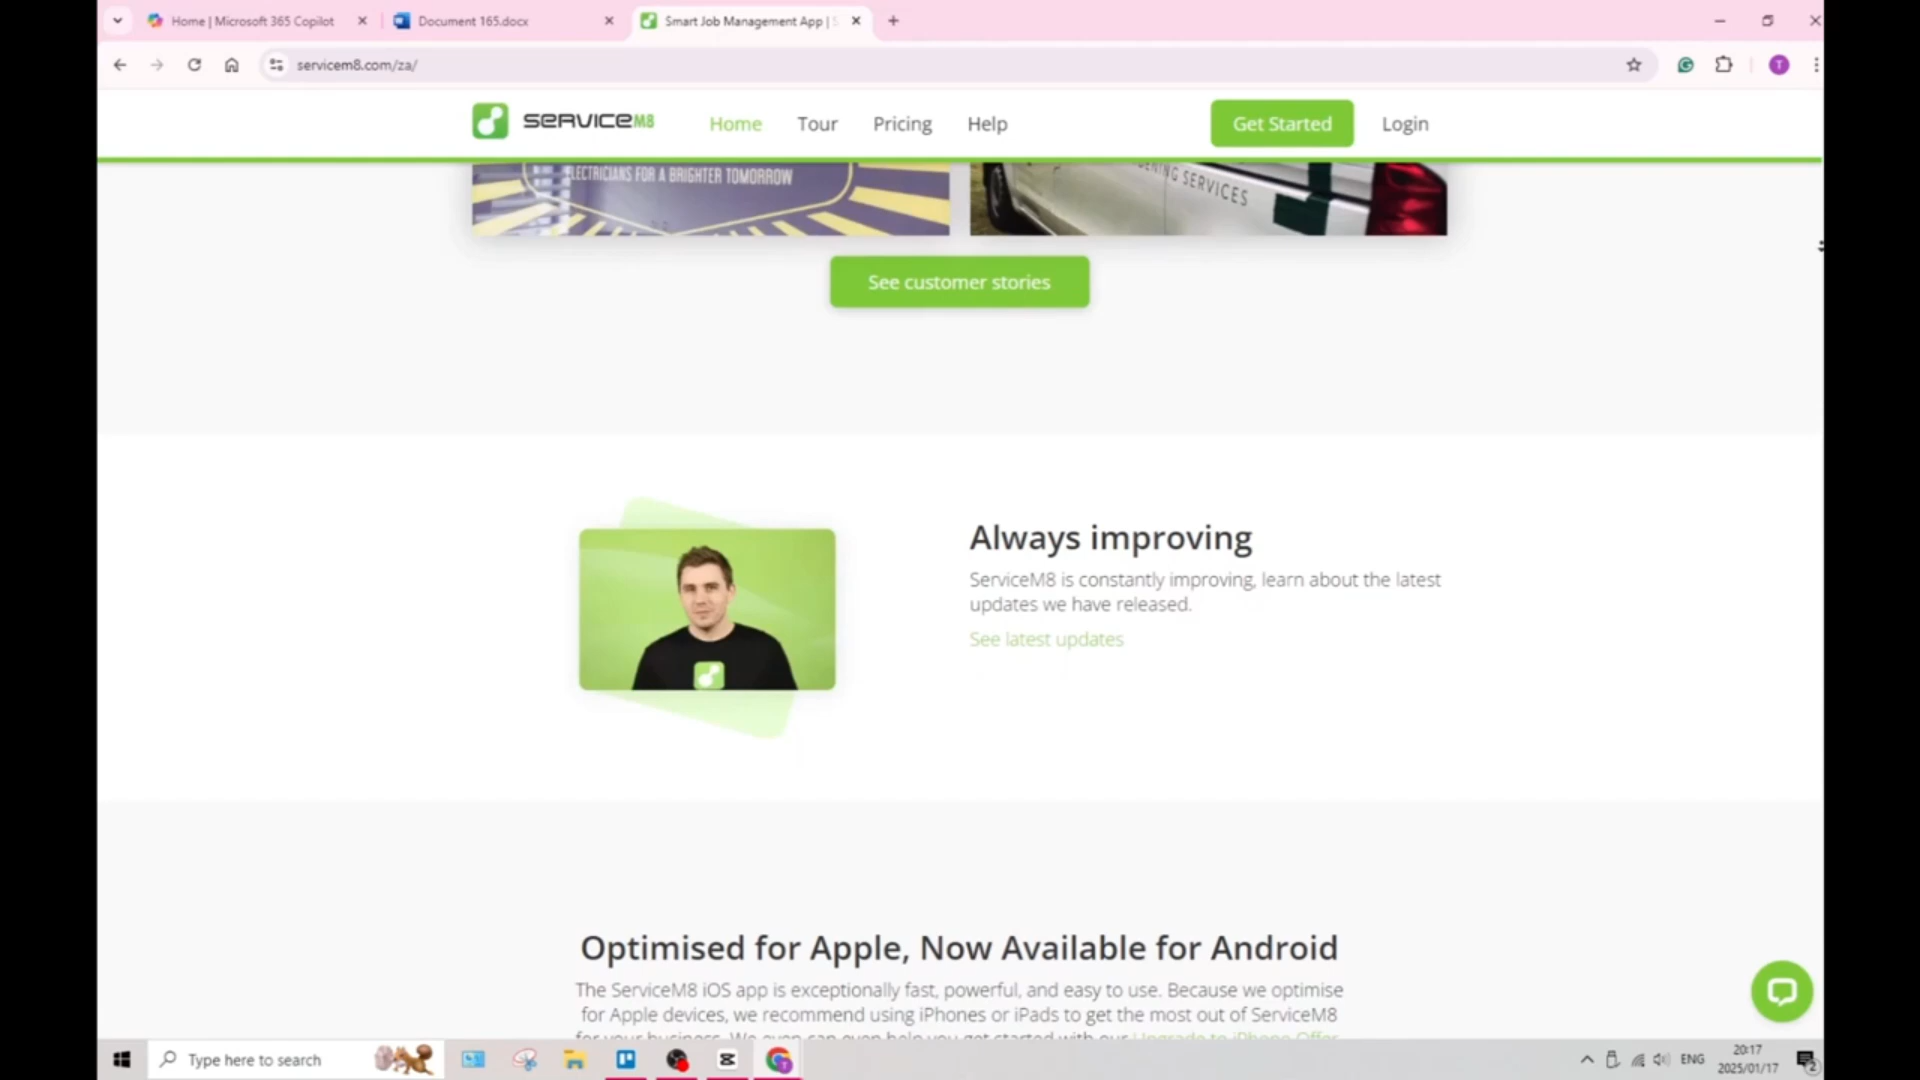 Home | Microsoft 365 Copilot
Document 165.docx
Smart Job Management App | S
servicem8.com/za/
T
SERVICEM8
Home
Tour
Pricing
Help
Get Started
Login
LECTRICIANS FOR A BRIGHTER TOMORROW
ENING SERVICES
See customer stories
Always improving
ServiceM8 is constantly improving, learn about the latest
updates we have released.
See latest updates
Optimised for Apple, Now Available for Android
The ServiceM8 iOS app is exceptionally fast, powerful, and easy to use. Because we optimise
for Apple devices, we recommend using iPhones or iPads to get the most out of ServiceM8
for your business. We even can even help you get started with our Upgrade to iPhone Offer
Type here to search
ENG
20:17
2025/01/17
2